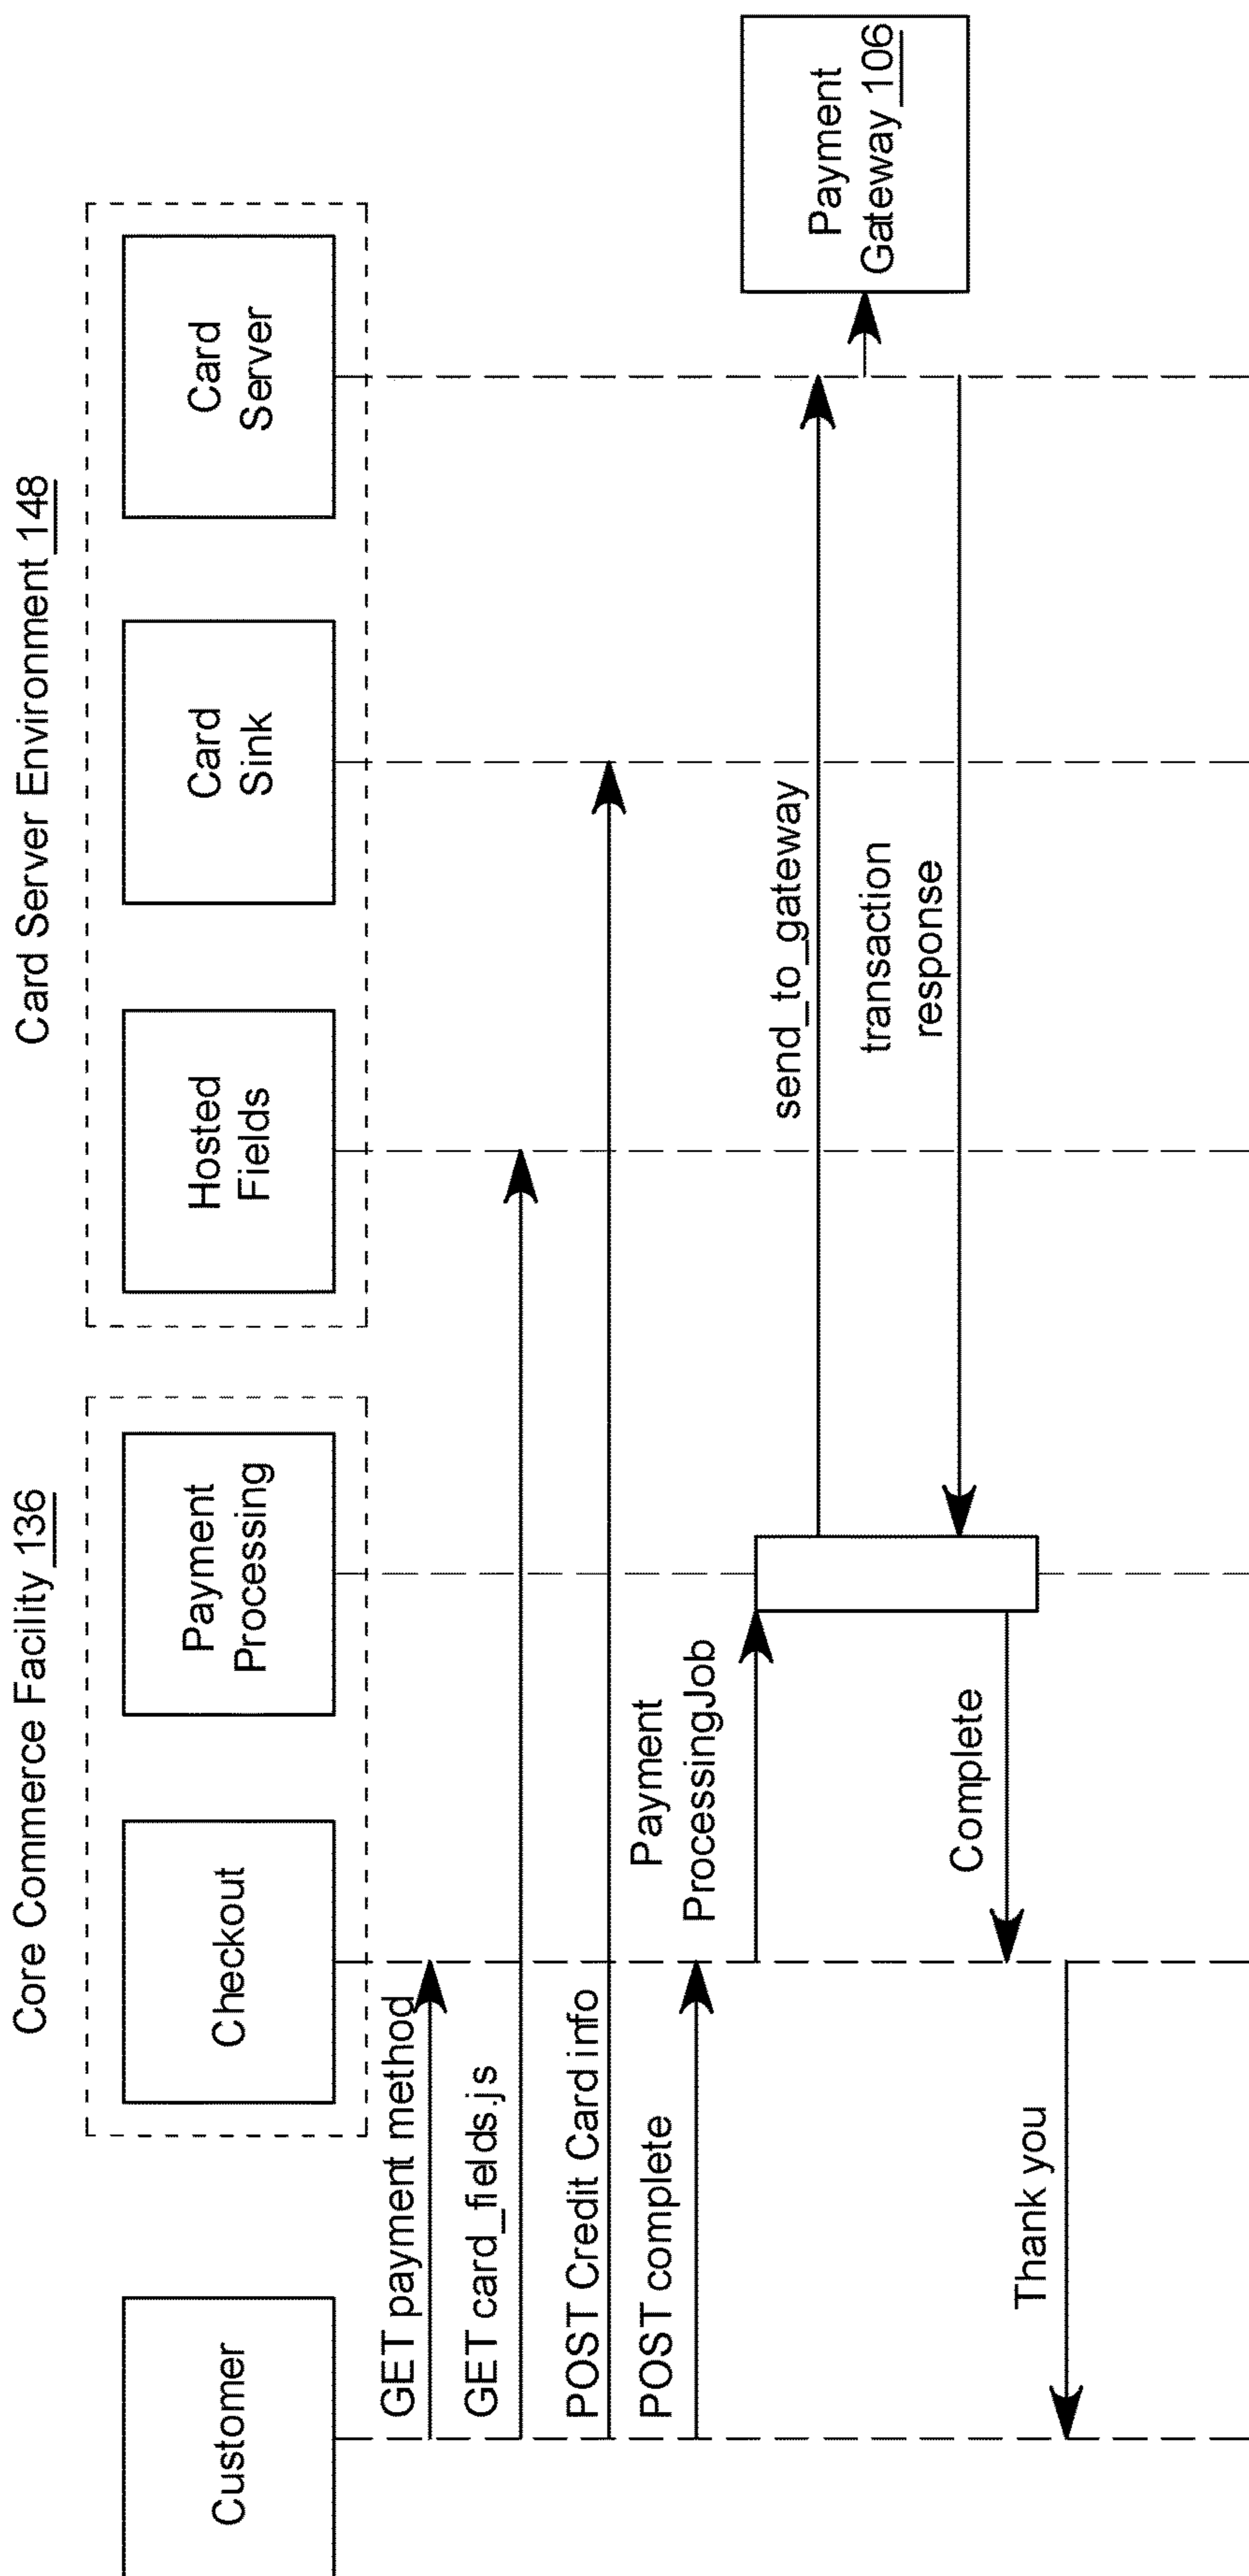 Core Commerce Facility 136
Card Server Environment 148
Customer
Checkout
Payment
Processing
Hosted
Fields
Card
Sink
Card
Server
GET payment method
GET card_fields.js
POST Credit Card info
POST complete
Payment
ProcessingJob
send_to_gateway
Payment
Gateway 106
transaction
response
Complete
Thank you